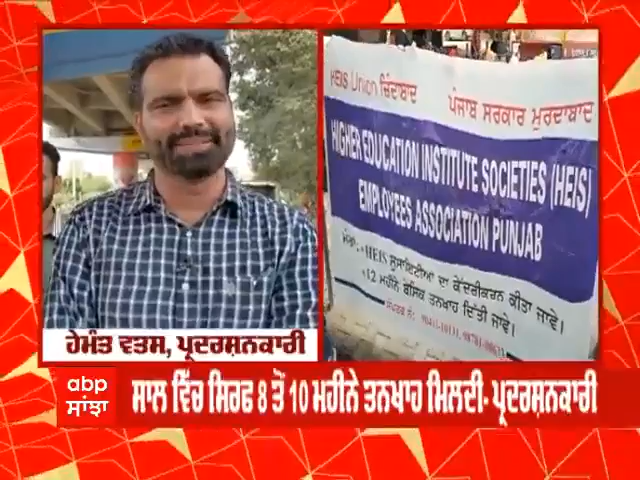 HEIS Union ਜ਼ਿੰਦਾਬਾਦ
ਪੰਜਾਬ ਸਰਕਾਰ ਮੁਰਦਾਬਾਦ
HIGHER EDUCATION INSTITUTE SOCIETIES (HEIS)
EMPLOYEES ASSOCIATION PUNJAB
ਮੰਗਾਂ:- HEIS ਸੁਸਾਇਟੀਆਂ ਦਾ ਕੇਂਦਰੀਕਰਨ ਕੀਤਾ ਜਾਵੇ।
12 ਮਹੀਨੇ ਬੇਸਿਕ ਤਨਖਾਹ ਦਿੱਤੀ ਜਾਵੇ।
ਸੰਪਰਕ ਨੰ:
ਹੇਮੰਤ ਵਤਸ, ਪ੍ਰਦਰਸ਼ਨਕਾਰੀ
abp
ਸਾਂਝਾ
ਸਾਲ ਵਿੱਚ ਸਿਰਫ 8 ਤੋਂ 10 ਮਹੀਨੇ ਤਨਖਾਹ ਮਿਲਦੀ- ਪ੍ਰਦਰਸ਼ਨਕਾਰੀ